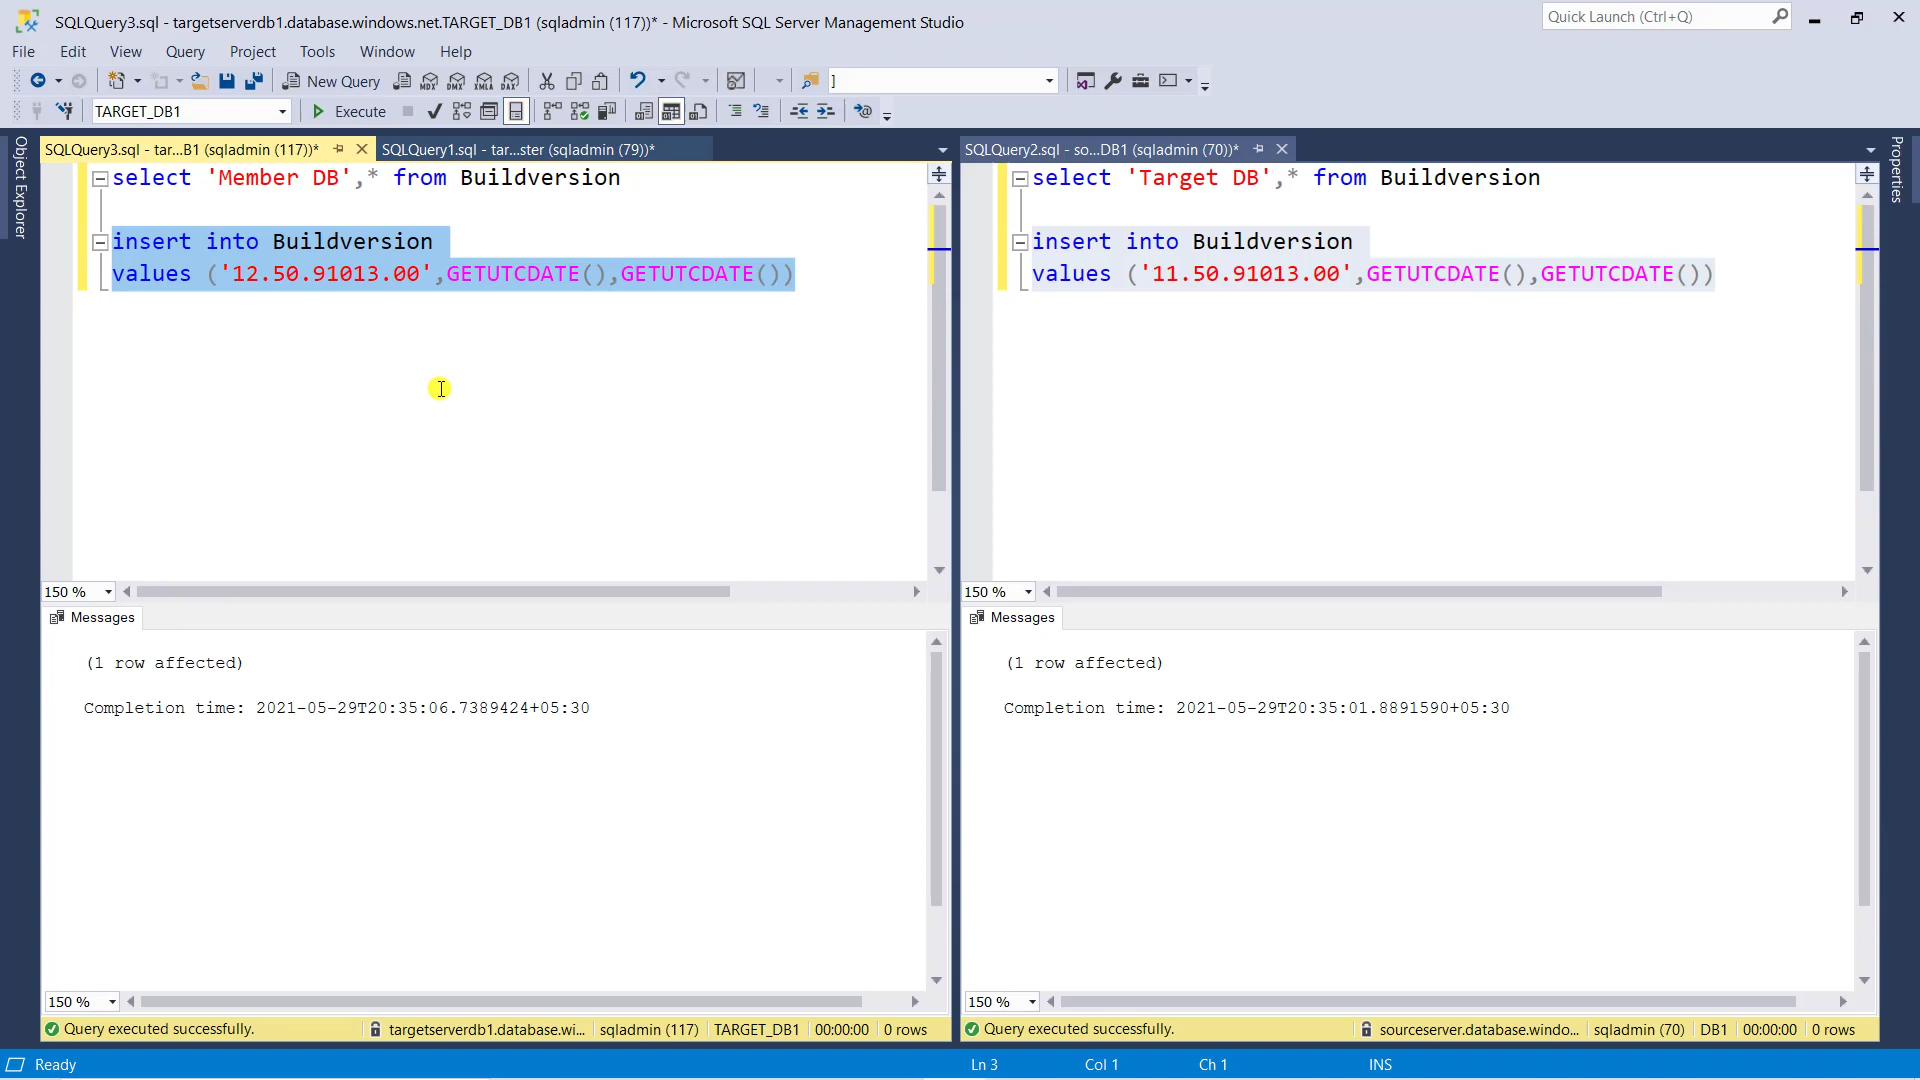 SQLQuery3.sql - targetserverdb1.database.windows.net.TARGET_DB1 (sqladmin (117))* - Microsoft SQL Server Management Studio
Quick Launch (Ctrl+Q)
File Edit View Query Project Tools Window Help
New Query
MDX DMX XMLA DAX
]
TARGET_DB1
Execute
Object Explorer
SQLQuery3.sql - tar...B1 (sqladmin (117))*
SQLQuery1.sql - tar...ster (sqladmin (79))*
select 'Member DB',* from Buildversion
insert into Buildversion
values ('12.50.91013.00',GETUTCDATE(),GETUTCDATE())
150 %
Messages
(1 row affected)
Completion time: 2021-05-29T20:35:06.7389424+05:30
150 %
Query executed successfully.
targetserverdb1.database.wi...
sqladmin (117)
TARGET_DB1
00:00:00
0 rows
SQLQuery2.sql - so...DB1 (sqladmin (70))*
select 'Target DB',* from Buildversion
insert into Buildversion
values ('11.50.91013.00',GETUTCDATE(),GETUTCDATE())
150 %
Messages
(1 row affected)
Completion time: 2021-05-29T20:35:01.8891590+05:30
150 %
Query executed successfully.
sourceserver.database.windo...
sqladmin (70)
DB1
00:00:00
0 rows
Properties
Ready
Ln 3
Col 1
Ch 1
INS